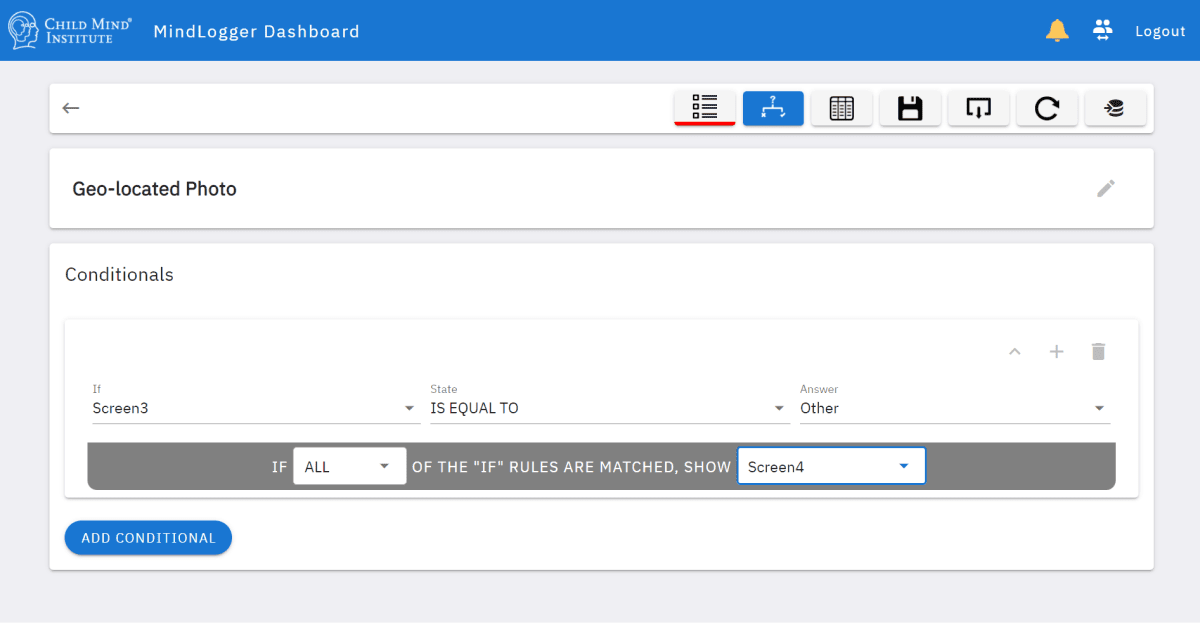 CHILD MIND®
INSTITUTE
MindLogger Dashboard
Logout
Geo-located Photo
Conditionals
If
Screen3
State
IS EQUAL TO
Answer
Other
IF ALL OF THE "IF" RULES ARE MATCHED, SHOW Screen4
ADD CONDITIONAL